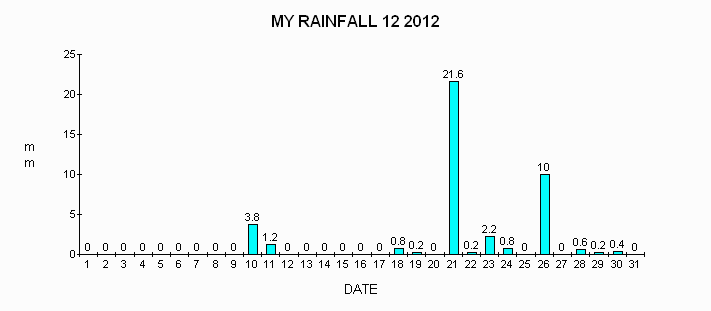 MY RAINFALL 12 2012
25
20
15
10
5
0
m
m
0 0 0 0 0 0 0 0 0 3.8 1.2 0 0 0 0 0 0 0.8 0.2 0 21.6 0.2 2.2 0.8 0 10 0 0.6 0.2 0.4 0
1 2 3 4 5 6 7 8 9 10 11 12 13 14 15 16 17 18 19 20 21 22 23 24 25 26 27 28 29 30 31
DATE